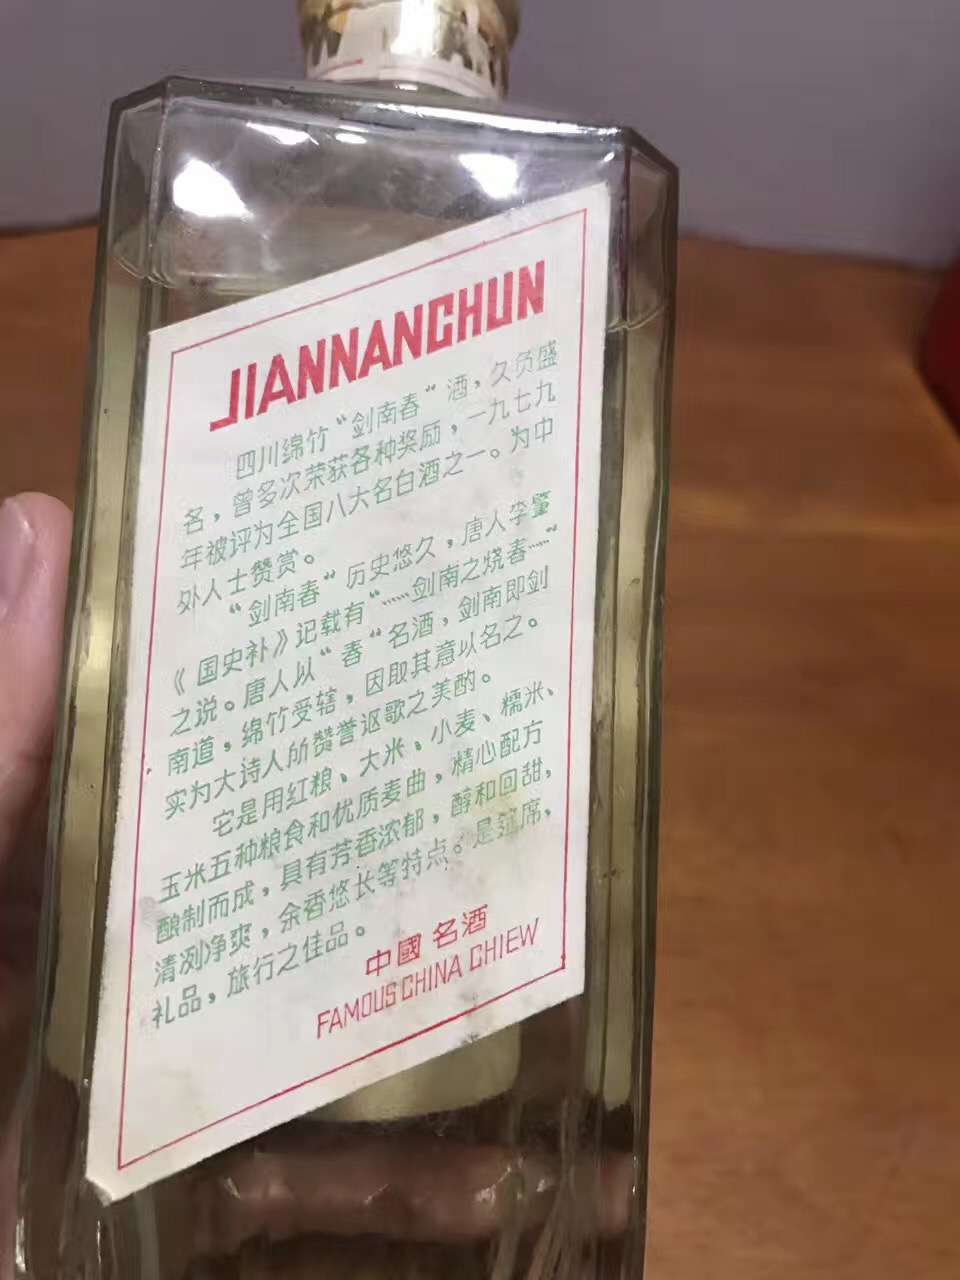 JIANNANCHUN
四川绵竹“剑南春”酒，久负盛
名，曾多次荣获各种奖励，一九七九
年被评为全国八大名白酒之一。为中
外人士赞赏。
“剑南春”历史悠久，唐人李肇
《国史补》记载有“……剑南之烧春……”
之说。唐人以“春”名酒，剑南即剑
南道，绵竹受辖，因取其意以名之。
实为大诗人所赞誉讴歌之美酌。
它是用红粮、大米、小麦、糯米、
玉米五种粮食和优质麦曲，精心配方
酿制而成，具有芳香浓郁，醇和回甜，
清冽净爽，余香悠长等特点。是筵席，
礼品，旅行之佳品。
中國名酒
FAMOUS CHINA CHIEW